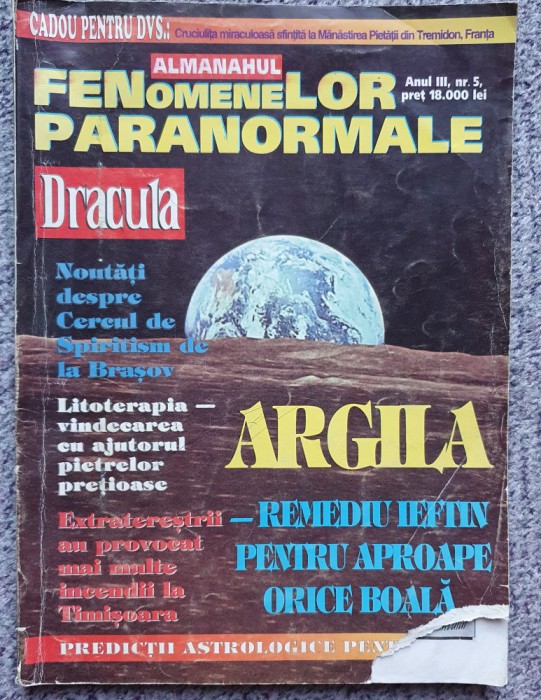 CADOU PENTRU DVS.: Cruciulița miraculoasă sfințită la Mănăstirea Pietății din Tremidon, Franța
ALMANAHUL
FENOMENELOR
PARANORMALE
Anul III, nr. 5,
preț 18.000 lei
Dracula
Noutăți
despre
Cercul de
Spiritism de
la Brașov
Litoterapia —
vindecarea
cu ajutorul
pietrelor
prețioase
Extratereștrii
au provocat
mai multe
incendii la
Timișoara
ARGILA
— REMEDIU IEFTIN
PENTRU APROAPE
ORICE BOALĂ
PREDICȚII ASTROLOGICE